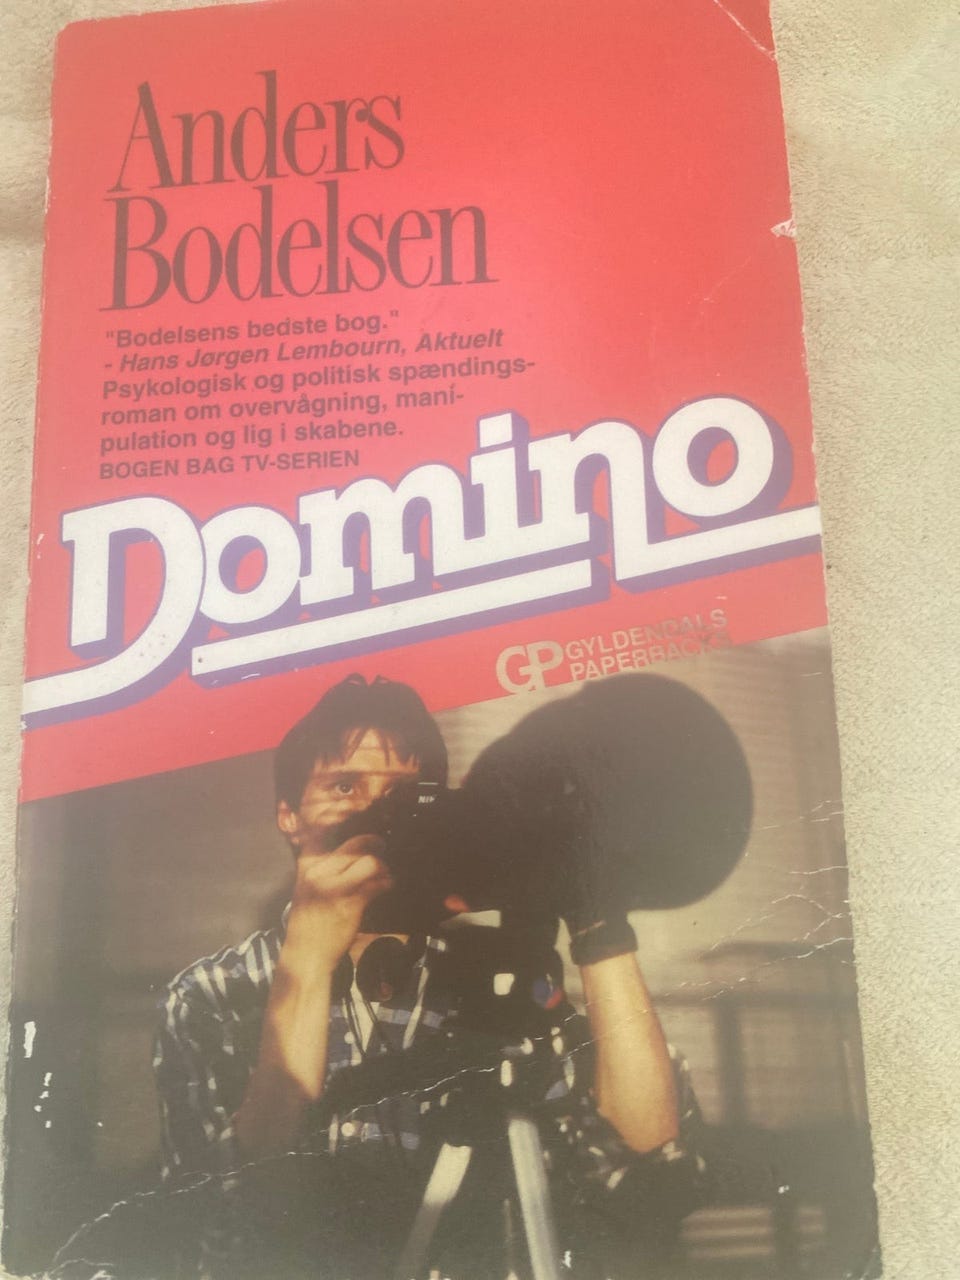 Anders
Bodelsen
"Bodelsens bedste bog."
- Hans Jørgen Lembourn, Aktuelt
Psykologisk og politisk spændings-
roman om overvågning, mani-
pulation og lig i skabene.
BOGEN BAG TV-SERIEN
Domino
GP GYLDENDALS
PAPERBACKS